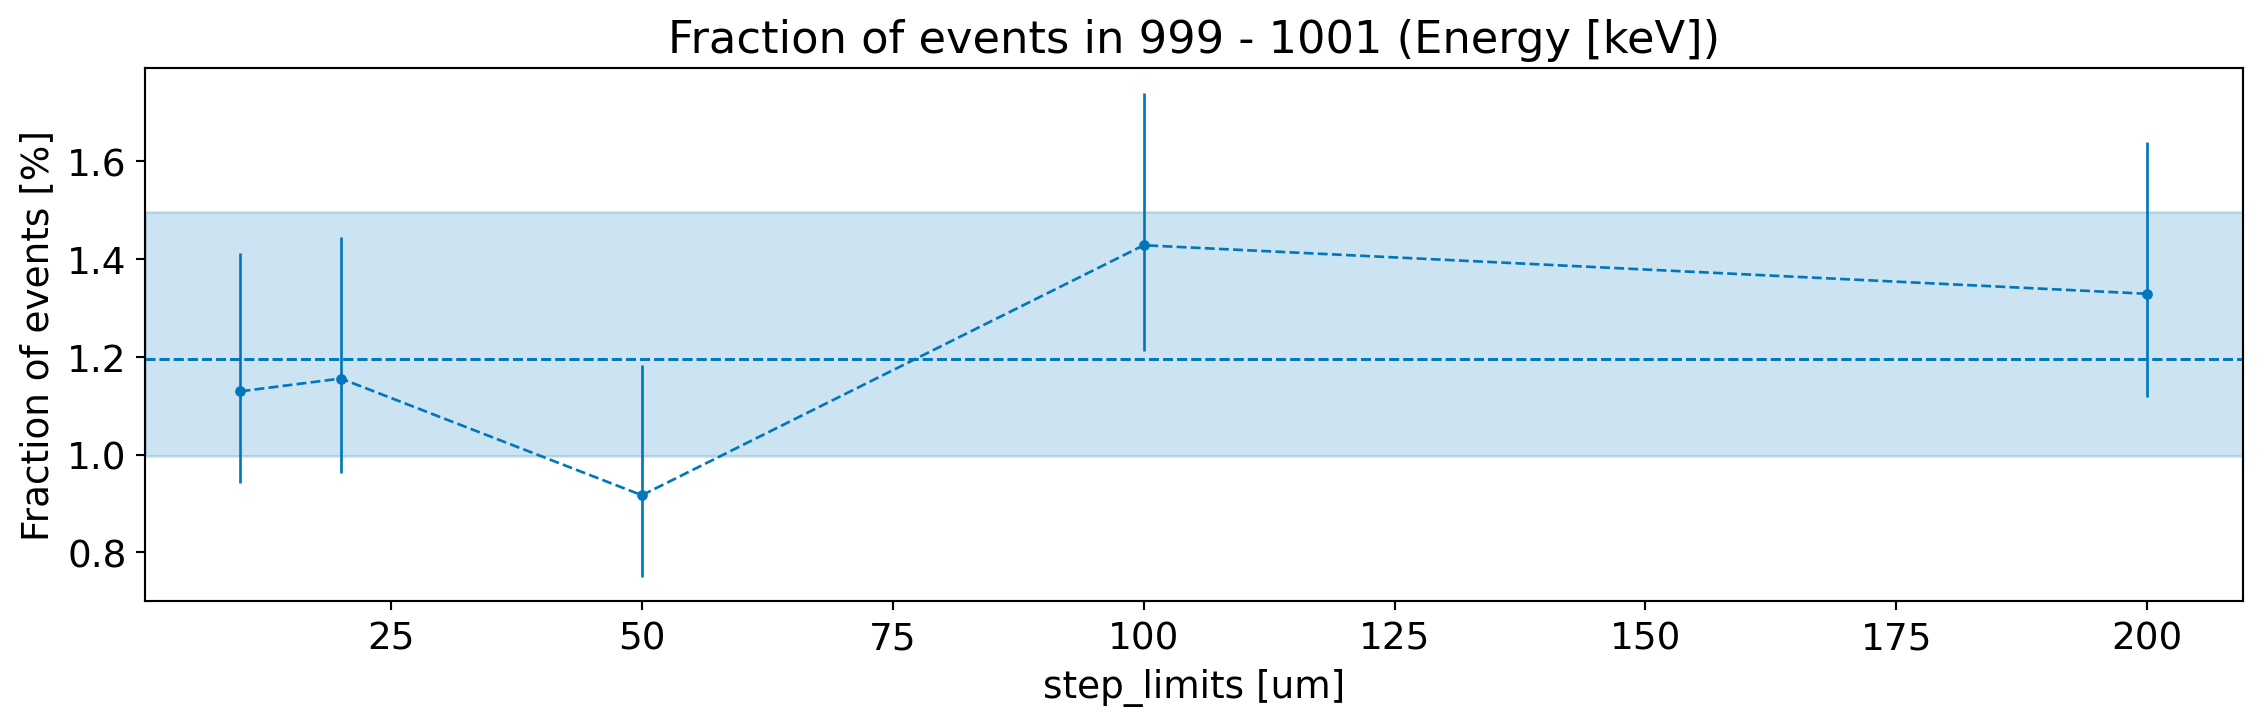 Fraction of events in 999 - 1001 (Energy [keV])
Fraction of events [%]
1.6
1.4
1.2
1.0
0.8
25 50 75 100 125 150 175 200
step_limits [um]